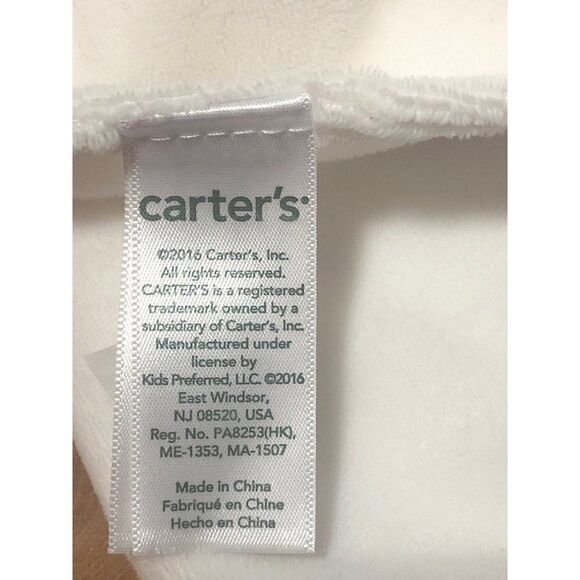 carter's
©2016 Carter's, Inc.
All rights reserved.
CARTER'S is a registered
trademark owned by a
subsidiary of Carter's, Inc.
Manufactured under
license by
Kids Preferred, LLC. ©2016
East Windsor,
NJ 08520, USA
Reg. No. PA8253(HK),
ME-1353, MA-1507
Made in China
Fabriqué en Chine
Hecho en China